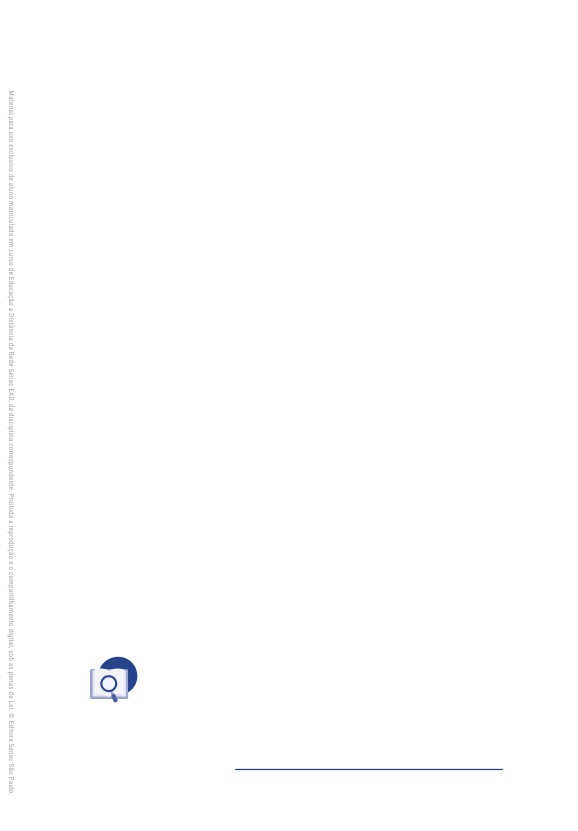 Material para uso exclusivo de aluno matriculado em curso de Educação a Distância da Rede Senac EAD, da disciplina correspondente. Proibida a reprodução e o compartilhamento digital, sob as penas da Lei. © Editora Senac São Paulo.